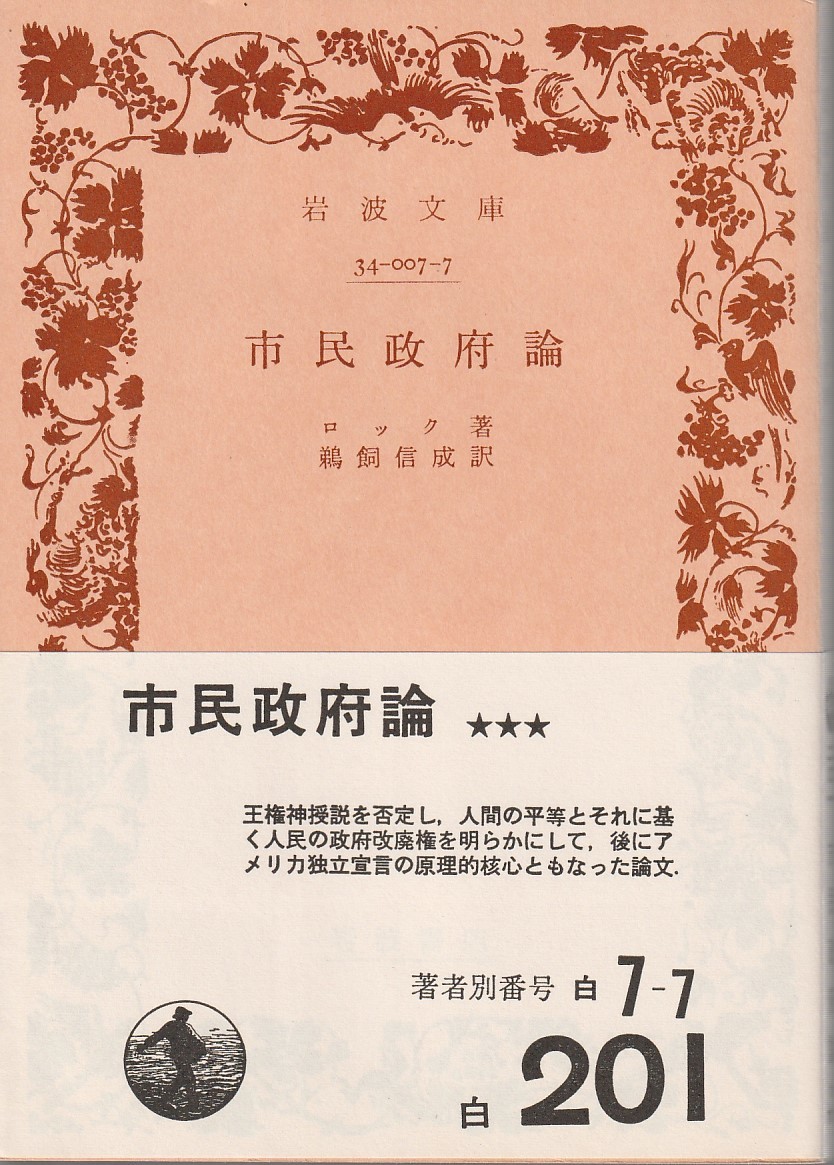 岩波文庫
34-007-7
市民政府論
ロック著
鵜飼信成訳
市民政府論 ★★★
王権神授説を否定し，人間の平等とそれに基
く人民の政府改廃権を明らかにして，後にア
メリカ独立宣言の原理的核心ともなった論文.
著者別番号 白 7-7
白 201